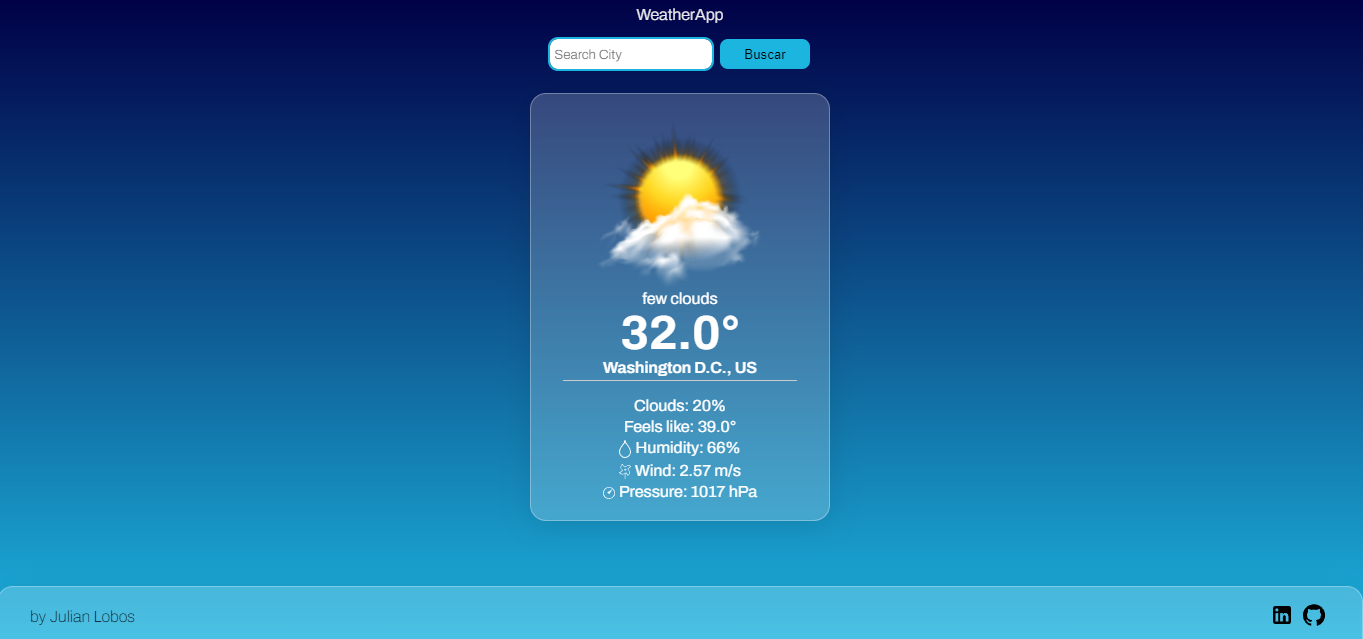 WeatherApp
Search City
Buscar
few clouds
32.0°
Washington D.C., US
Clouds: 20%
Feels like: 39.0°
Humidity: 66%
Wind: 2.57 m/s
Pressure: 1017 hPa
by Julian Lobos
in